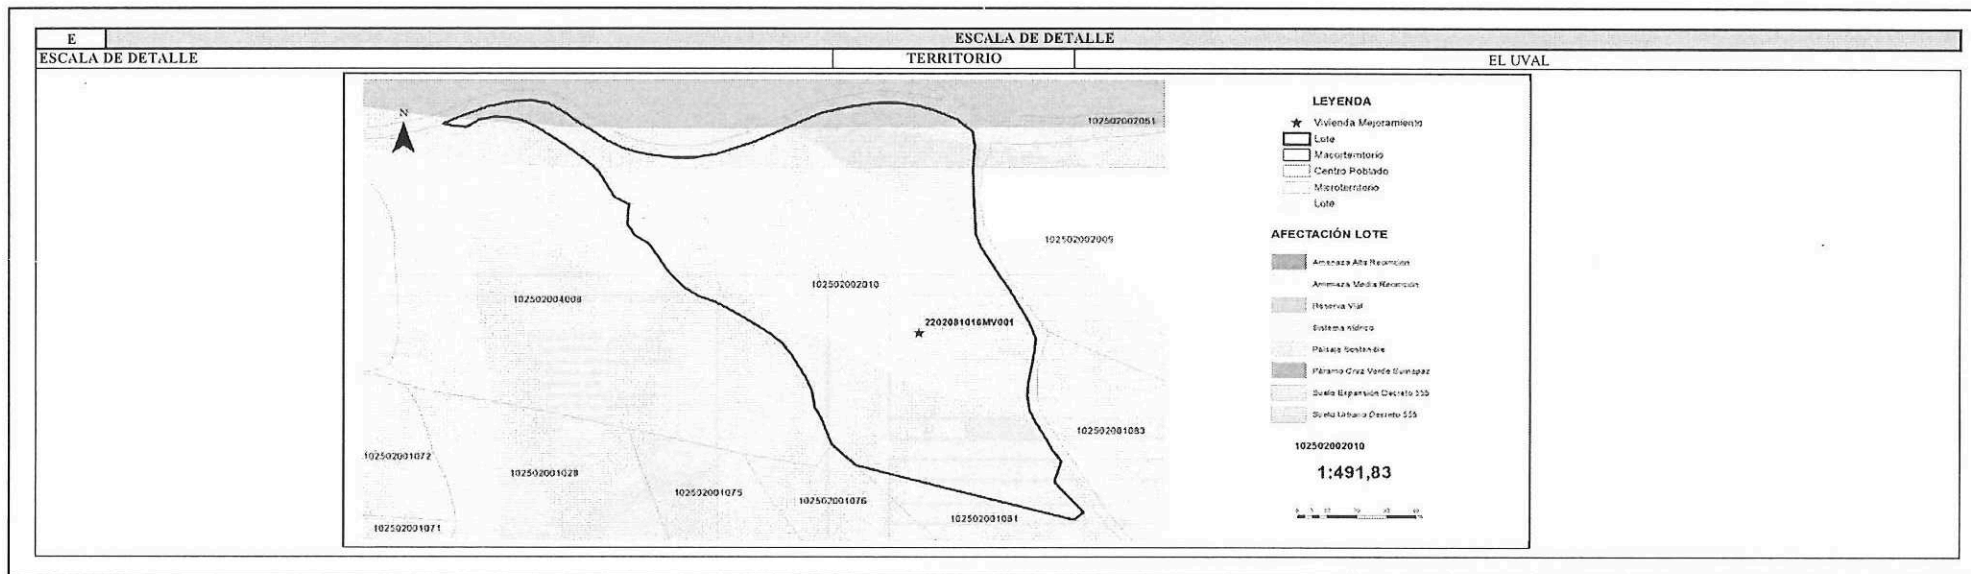 E ESCALA DE DETALLE
ESCALA DE DETALLE TERRITORIO EL UVAL
N
102502002051
102502002005
102502002010
102502004008
2202081016MV001
102502001083
102502001072
102502001028
102502001075
102502001076
102502001081
102502001071
LEYENDA
Vivienda Mejoramiento
Lote
Macroterritorio
Centro Poblado
Microterritorio
Lote
AFECTACIÓN LOTE
Amenaza Alta Remoción
Amenaza Media Remoción
Reserva Vial
Sistema Hídrico
Paisaje Sostenible
Páramo Cruz Verde Sumapaz
Suelo Expansión Decreto 555
Suelo Urbano Decreto 555
102502002010
1:491,83